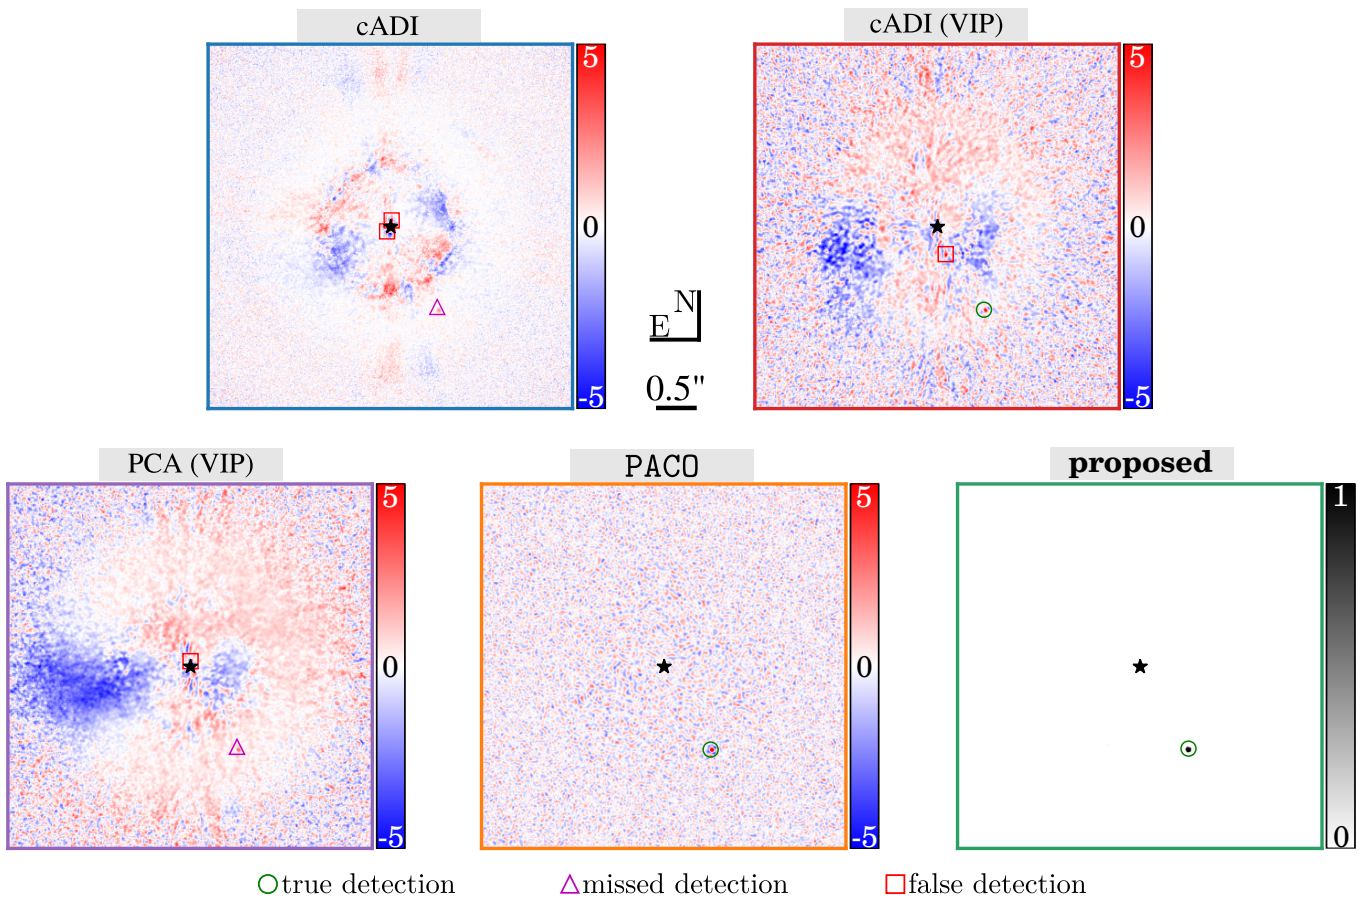 cADI
cADI (VIP)
5
0
-5
5
0
-5
N
E
0.5"
PCA (VIP)
PACO
proposed
5
0
-5
5
0
-5
1
0
true detection
missed detection
false detection